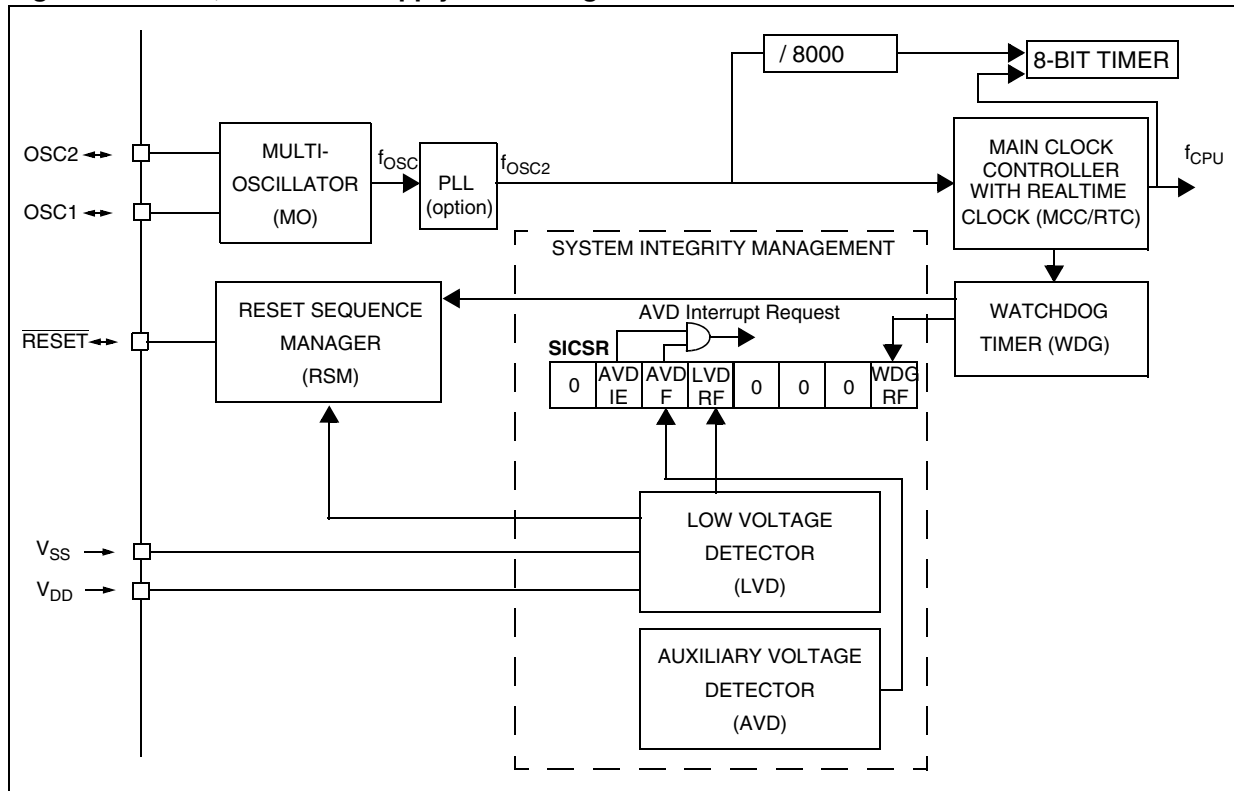 / 8000
8-BIT TIMER
OSC2
OSC1
MULTI-
OSCILLATOR
(MO)
fOSC
PLL
(option)
fOSC2
MAIN CLOCK
CONTROLLER
WITH REALTIME
CLOCK (MCC/RTC)
fCPU
SYSTEM INTEGRITY MANAGEMENT
RESET
RESET SEQUENCE
MANAGER
(RSM)
AVD Interrupt Request
WATCHDOG
TIMER (WDG)
SICSR
0
AVD
IE
AVD
F
LVD
RF
0
0
0
WDG
RF
LOW VOLTAGE
DETECTOR
(LVD)
VSS
VDD
AUXILIARY VOLTAGE
DETECTOR
(AVD)